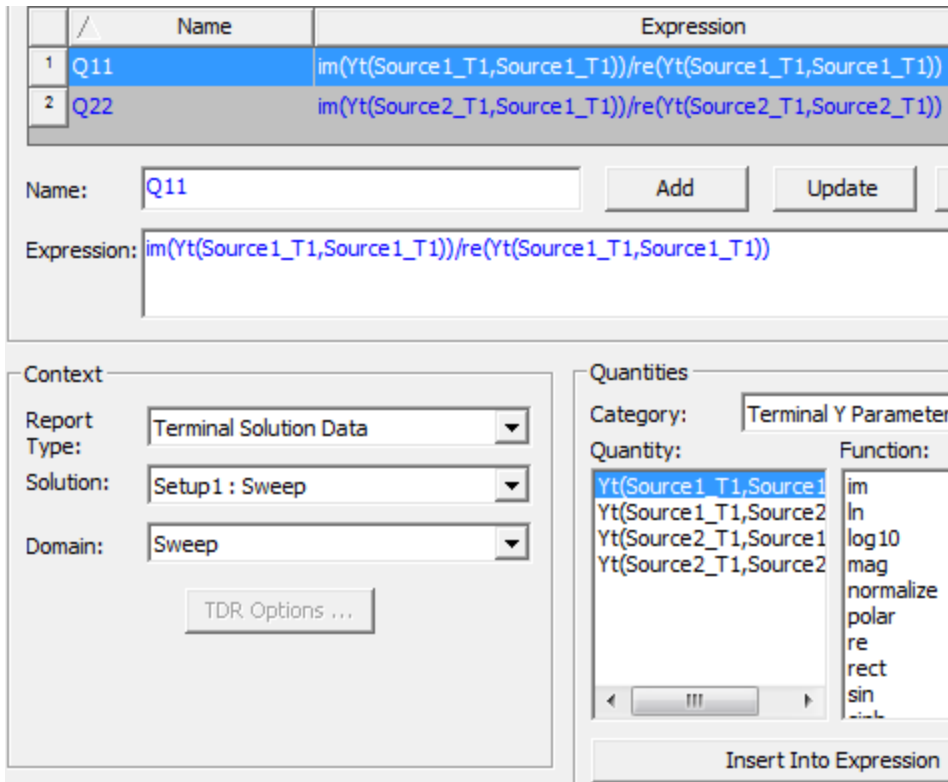 Name Expression
1 Q11 im(Yt(Source1_T1,Source1_T1))/re(Yt(Source1_T1,Source1_T1))
2 Q22 im(Yt(Source2_T1,Source1_T1))/re(Yt(Source2_T1,Source2_T1))
Name: Q11 Add Update
Expression: im(Yt(Source1_T1,Source1_T1))/re(Yt(Source1_T1,Source1_T1))
Context
Report Type: Terminal Solution Data
Solution: Setup1 : Sweep
Domain: Sweep
TDR Options ...
Quantities
Category: Terminal Y Parameter
Quantity: Function:
Yt(Source1_T1,Source1
Yt(Source1_T1,Source2
Yt(Source2_T1,Source1
Yt(Source2_T1,Source2
im
ln
log10
mag
normalize
polar
re
rect
sin
Insert Into Expression